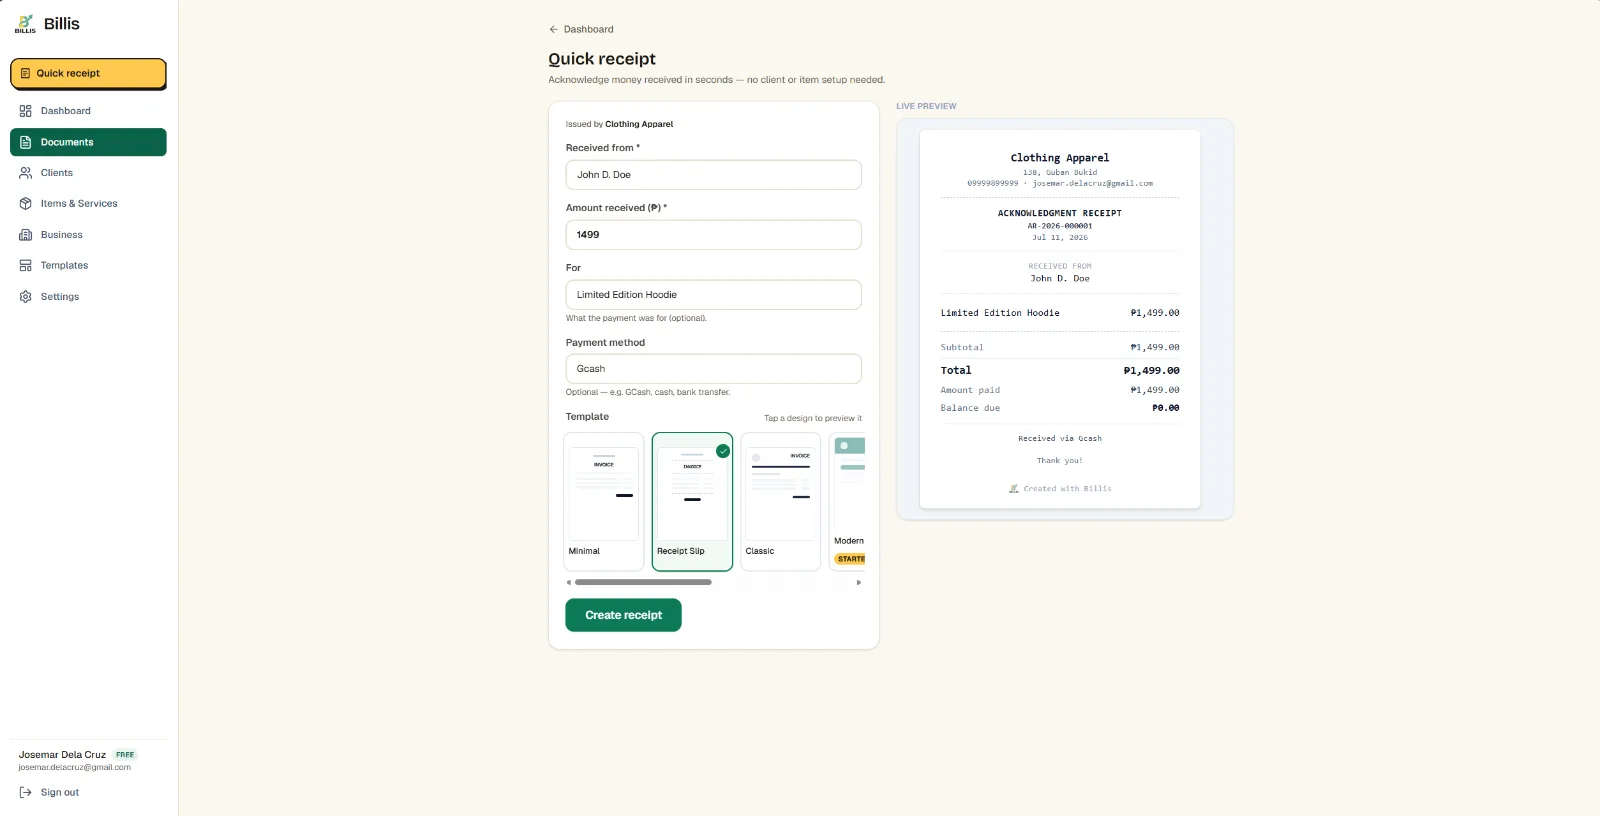 BILLIS
Billis
Quick receipt
Dashboard
Documents
Clients
Items & Services
Business
Templates
Settings
Josemar Dela Cruz FREE
josemar.delacruz@gmail.com
Sign out
← Dashboard
Quick receipt
Acknowledge money received in seconds — no client or item setup needed.
Issued by Clothing Apparel
Received from *
John D. Doe
Amount received (₱) *
1499
For
Limited Edition Hoodie
What the payment was for (optional).
Payment method
Gcash
Optional — e.g. GCash, cash, bank transfer.
Template
Tap a design to preview it
INVOICE
Minimal
INVOICE
Receipt Slip
INVOICE
Classic
Modern
STARTE
Create receipt
LIVE PREVIEW
Clothing Apparel
138, Guban Bukid
09999899999 · josemar.delacruz@gmail.com
ACKNOWLEDGMENT RECEIPT
AR-2026-000001
Jul 11, 2026
RECEIVED FROM
John D. Doe
Limited Edition Hoodie ₱1,499.00
Subtotal ₱1,499.00
Total ₱1,499.00
Amount paid ₱1,499.00
Balance due ₱0.00
Received via Gcash
Thank you!
Created with Billis